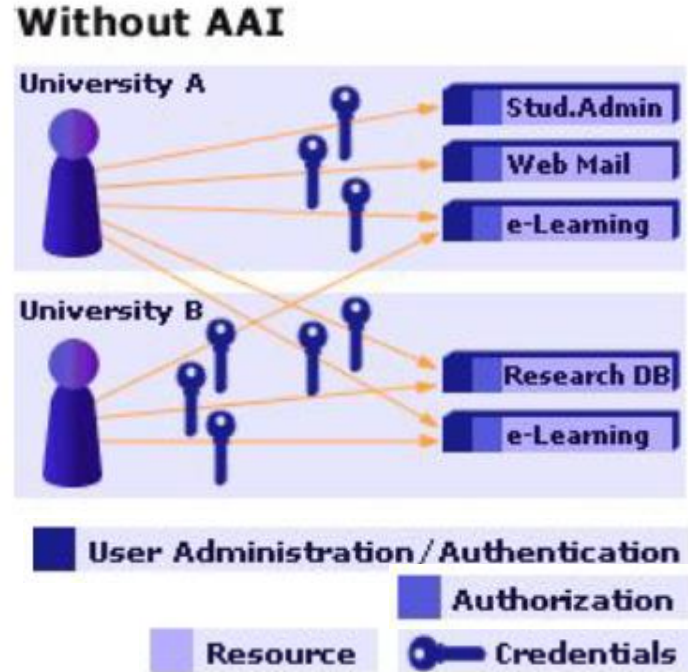 Without AAI
University A
Stud.Admin
Web Mail
e-Learning
University B
Research DB
e-Learning
User Administration/Authentication
Authorization
Resource
Credentials